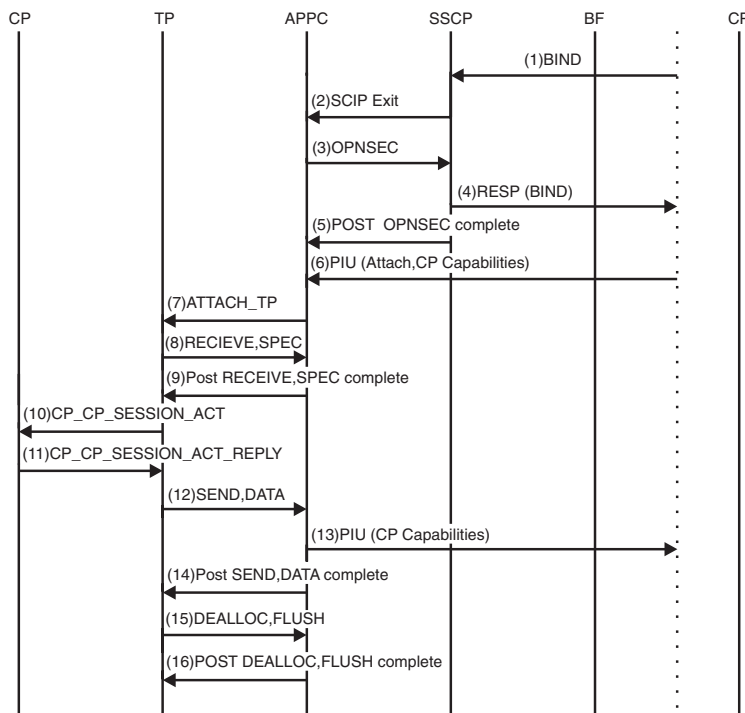 CP TP APPC SSCP BF CP
(1)BIND
(2)SCIP Exit
(3)OPNSEC
(4)RESP (BIND)
(5)POST OPNSEC complete
(6)PIU (Attach,CP Capabilities)
(7)ATTACH_TP
(8)RECIEVE,SPEC
(9)Post RECEIVE,SPEC complete
(10)CP_CP_SESSION_ACT
(11)CP_CP_SESSION_ACT_REPLY
(12)SEND,DATA
(13)PIU (CP Capabilities)
(14)Post SEND,DATA complete
(15)DEALLOC,FLUSH
(16)POST DEALLOC,FLUSH complete